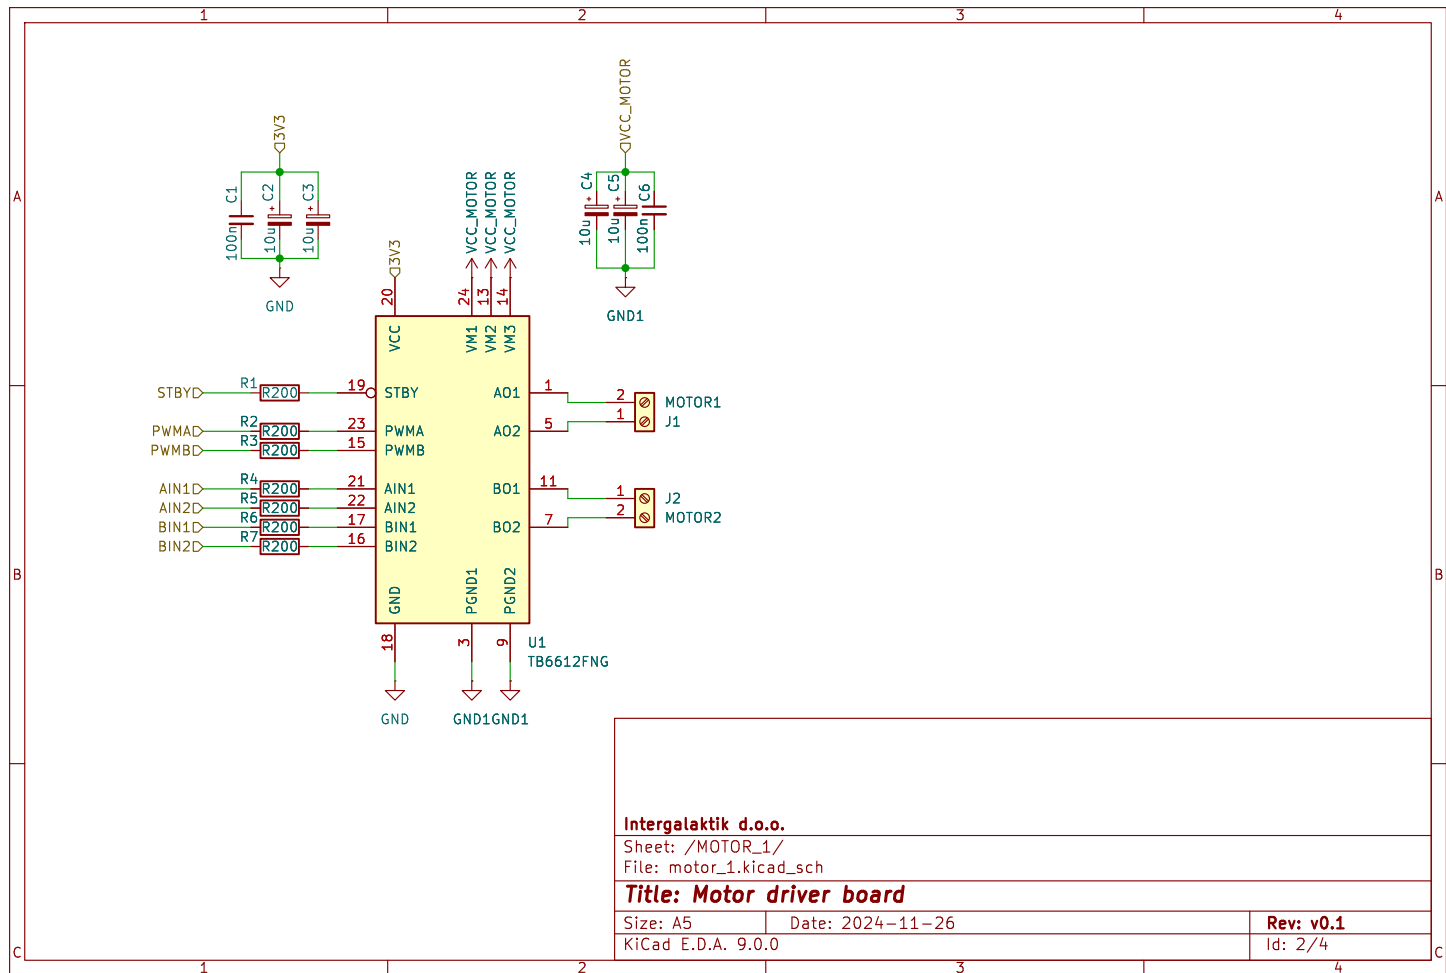 1 2 3 4
A A
B B
C C
1 2 3 4
3V3
C1
100n
C2
10u
C3
10u
GND
VCC_MOTOR
C4
10u
C5
10u
C6
100n
GND1
3V3
VCC_MOTOR
VCC_MOTOR
VCC_MOTOR
20
24
13
14
VCC
VM1
VM2
VM3
STBY R1 R200 19 STBY
PWMA R2 R200 23 PWMA
PWMB R3 R200 15 PWMB
AIN1 R4 R200 21 AIN1
AIN2 R5 R200 22 AIN2
BIN1 R6 R200 17 BIN1
BIN2 R7 R200 16 BIN2
AO1 1
AO2 5
BO1 11
BO2 7
2 MOTOR1
1 J1
1 J2
2 MOTOR2
GND
PGND1
PGND2
18
3
9
U1
TB6612FNG
GND
GND1
GND1
Intergalaktik d.o.o.
Sheet: /MOTOR_1/
File: motor_1.kicad_sch
Title: Motor driver board
Size: A5 Date: 2024-11-26 Rev: v0.1
KiCad E.D.A. 9.0.0 Id: 2/4